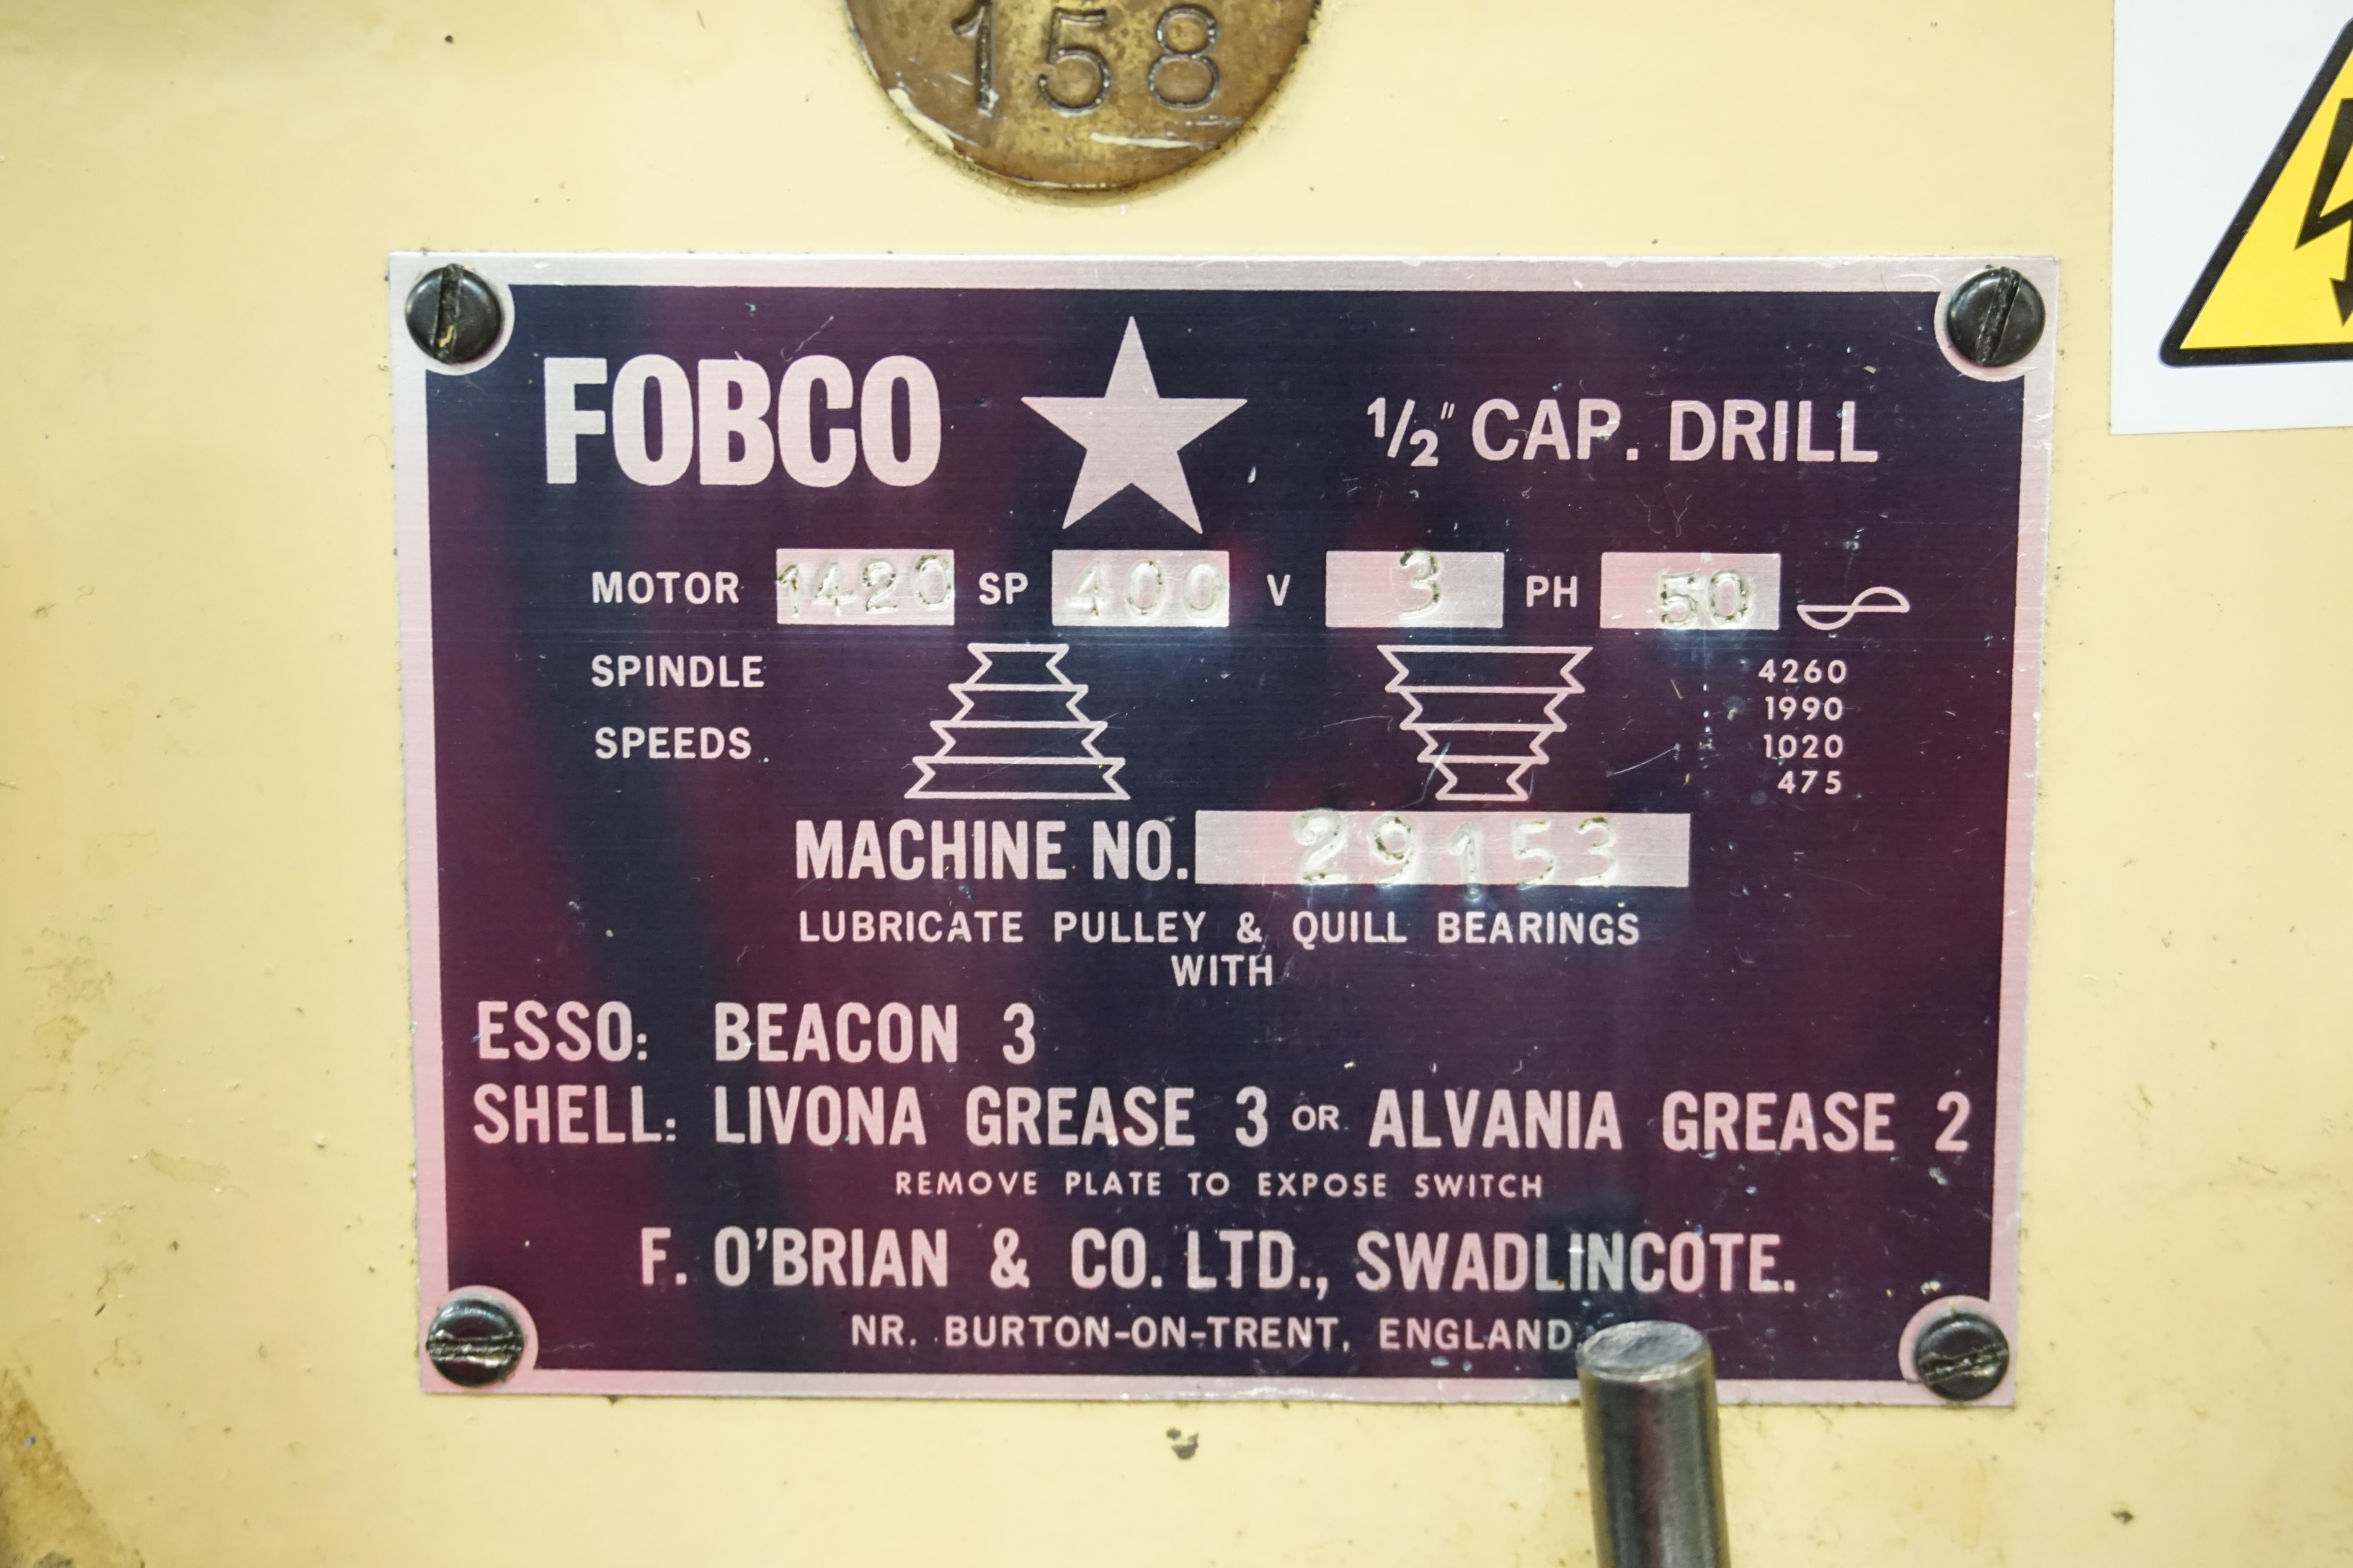 158
FOBCO ½" CAP. DRILL
MOTOR 1420 SP 400 V 3 PH 50
SPINDLE
SPEEDS
4260
1990
1020
475
MACHINE NO. 29153
LUBRICATE PULLEY & QUILL BEARINGS
WITH
ESSO: BEACON 3
SHELL: LIVONA GREASE 3 OR ALVANIA GREASE 2
REMOVE PLATE TO EXPOSE SWITCH
F. O'BRIAN & CO. LTD., SWADLINCOTE.
NR. BURTON-ON-TRENT, ENGLAND.